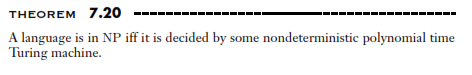 THEOREM 7.20
A language is in NP iff it is decided by some nondeterministic polynomial time
Turing machine.